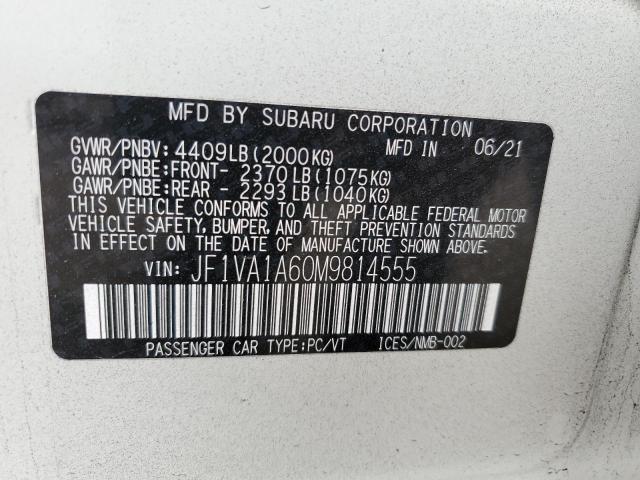 MFD BY SUBARU CORPORATION
GVWR/PNBV: 4409LB(2000KG) MFD IN 06/21
GAWR/PNBE:FRONT- 2370LB(1075KG)
GAWR/PNBE:REAR - 2293LB(1040KG)
THIS VEHICLE CONFORMS TO ALL APPLICABLE FEDERAL MOTOR
VEHICLE SAFETY, BUMPER, AND THEFT PREVENTION STANDARDS
IN EFFECT ON THE DATE OF MANUFACTURE SHOWN ABOVE.
VIN: JF1VA1A60M9814555
PASSENGER CAR TYPE:PC/VT ICES/NMB-002